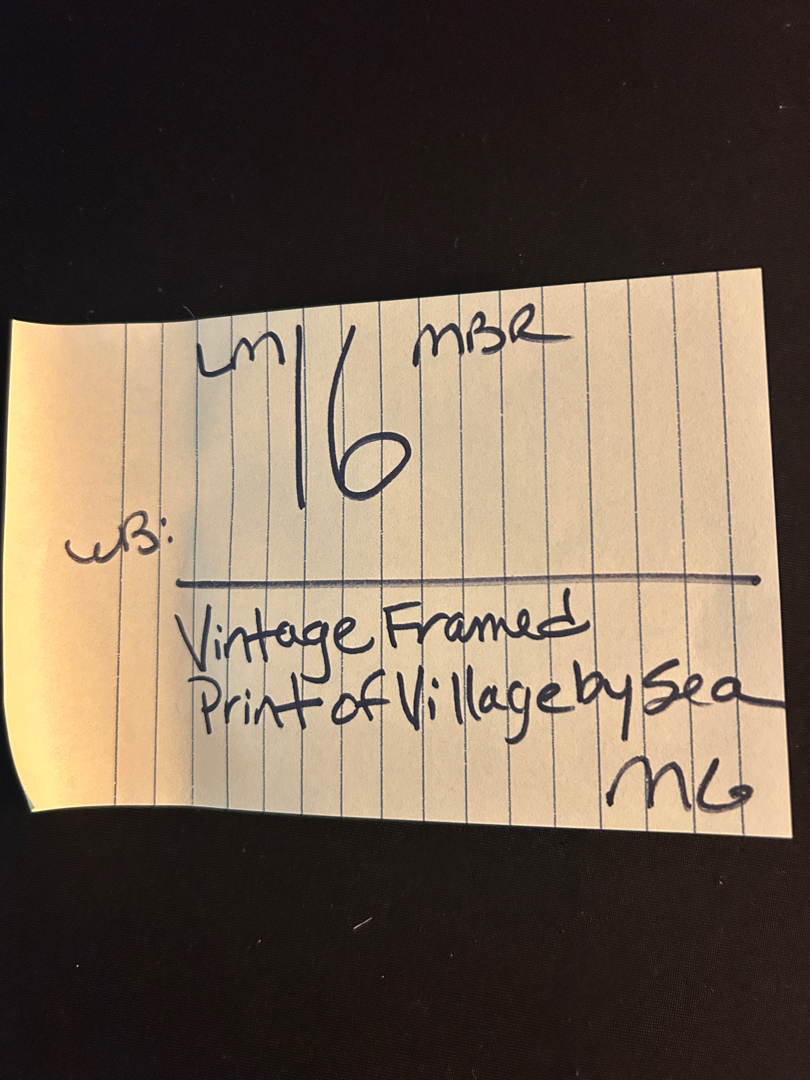 LM 16 MBR
WB:
Vintage Framed
Print of Village by Sea
MG